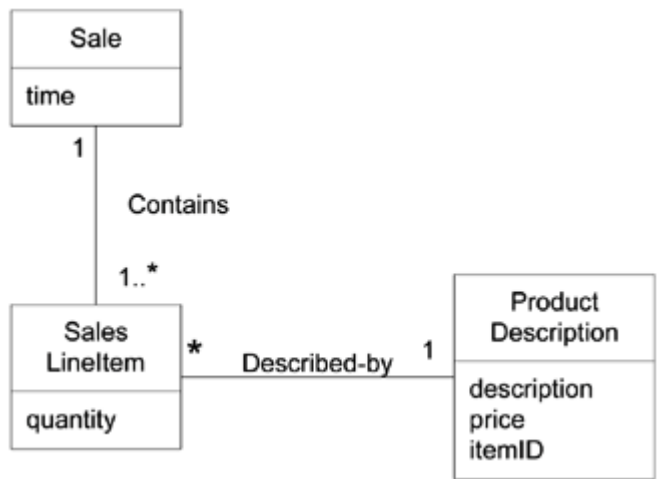 Sale
time
1
Contains
1..*
Sales
LineItem
quantity
*
Described-by
1
Product
Description
description
price
itemID